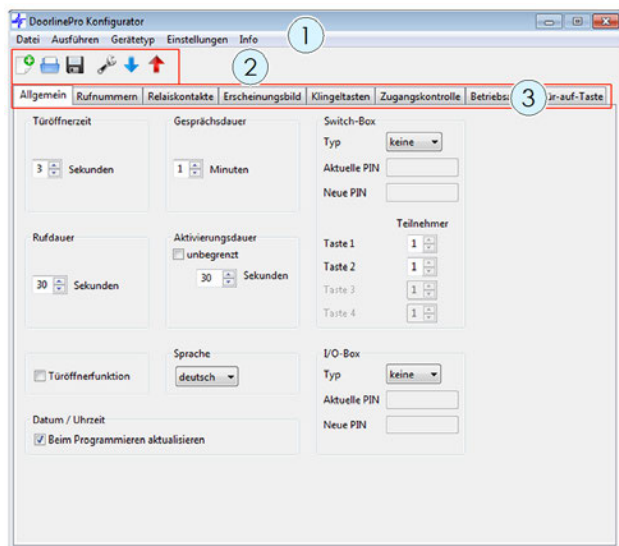 DoorlinePro Konfigurator
Datei Ausführen Gerätetyp Einstellungen Info
1
2
3
Allgemein Rufnummern Relaiskontakte Erscheinungsbild Klingeltasten Zugangskontrolle
Türöffnerzeit
3 Sekunden
Gesprächsdauer
1 Minuten
Switch-Box
Typ keine
Aktuelle PIN
Neue PIN
Teilnehmer
Taste 1 1
Taste 2 1
Taste 3 1
Taste 4 1
Rufdauer
30 Sekunden
Aktivierungsdauer
unbegrenzt
30 Sekunden
Türöffnerfunktion
Sprache
deutsch
I/O-Box
Typ keine
Aktuelle PIN
Neue PIN
Datum / Uhrzeit
Beim Programmieren aktualisieren